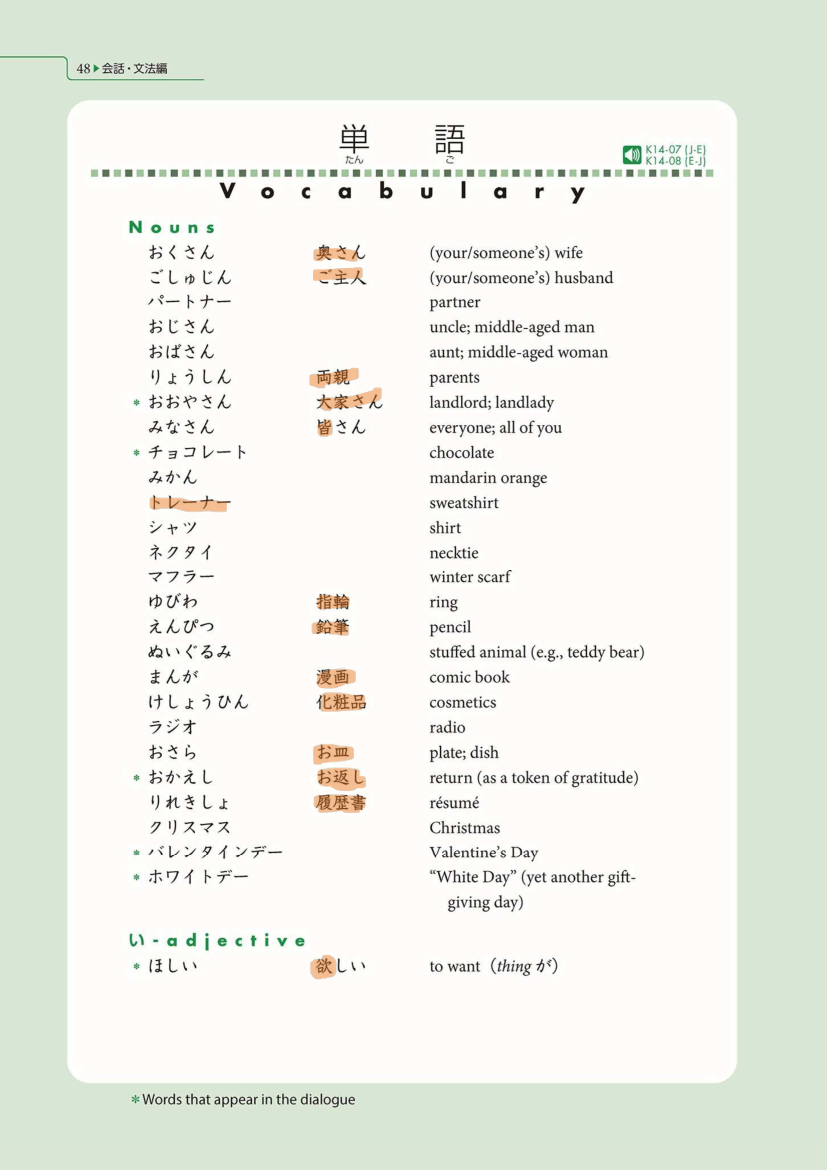 48▶会話・文法編
単語
たん ご
K14-07 (J-E)
K14-08 (E-J)
Vocabulary
Nouns
おくさん 奥さん (your/someone’s) wife
ごしゅじん ご主人 (your/someone’s) husband
パートナー partner
おじさん uncle; middle-aged man
おばさん aunt; middle-aged woman
りょうしん 両親 parents
* おおやさん 大家さん landlord; landlady
みなさん 皆さん everyone; all of you
* チョコレート chocolate
みかん mandarin orange
トレーナー sweatshirt
シャツ shirt
ネクタイ necktie
マフラー winter scarf
ゆびわ 指輪 ring
えんぴつ 鉛筆 pencil
ぬいぐるみ stuffed animal (e.g., teddy bear)
まんが 漫画 comic book
けしょうひん 化粧品 cosmetics
ラジオ radio
おさら お皿 plate; dish
* おかえし お返し return (as a token of gratitude)
りれきしょ 履歴書 résumé
クリスマス Christmas
* バレンタインデー Valentine’s Day
* ホワイトデー “White Day” (yet another gift-
giving day)
い-adjective
* ほしい 欲しい to want (thing が)
* Words that appear in the dialogue